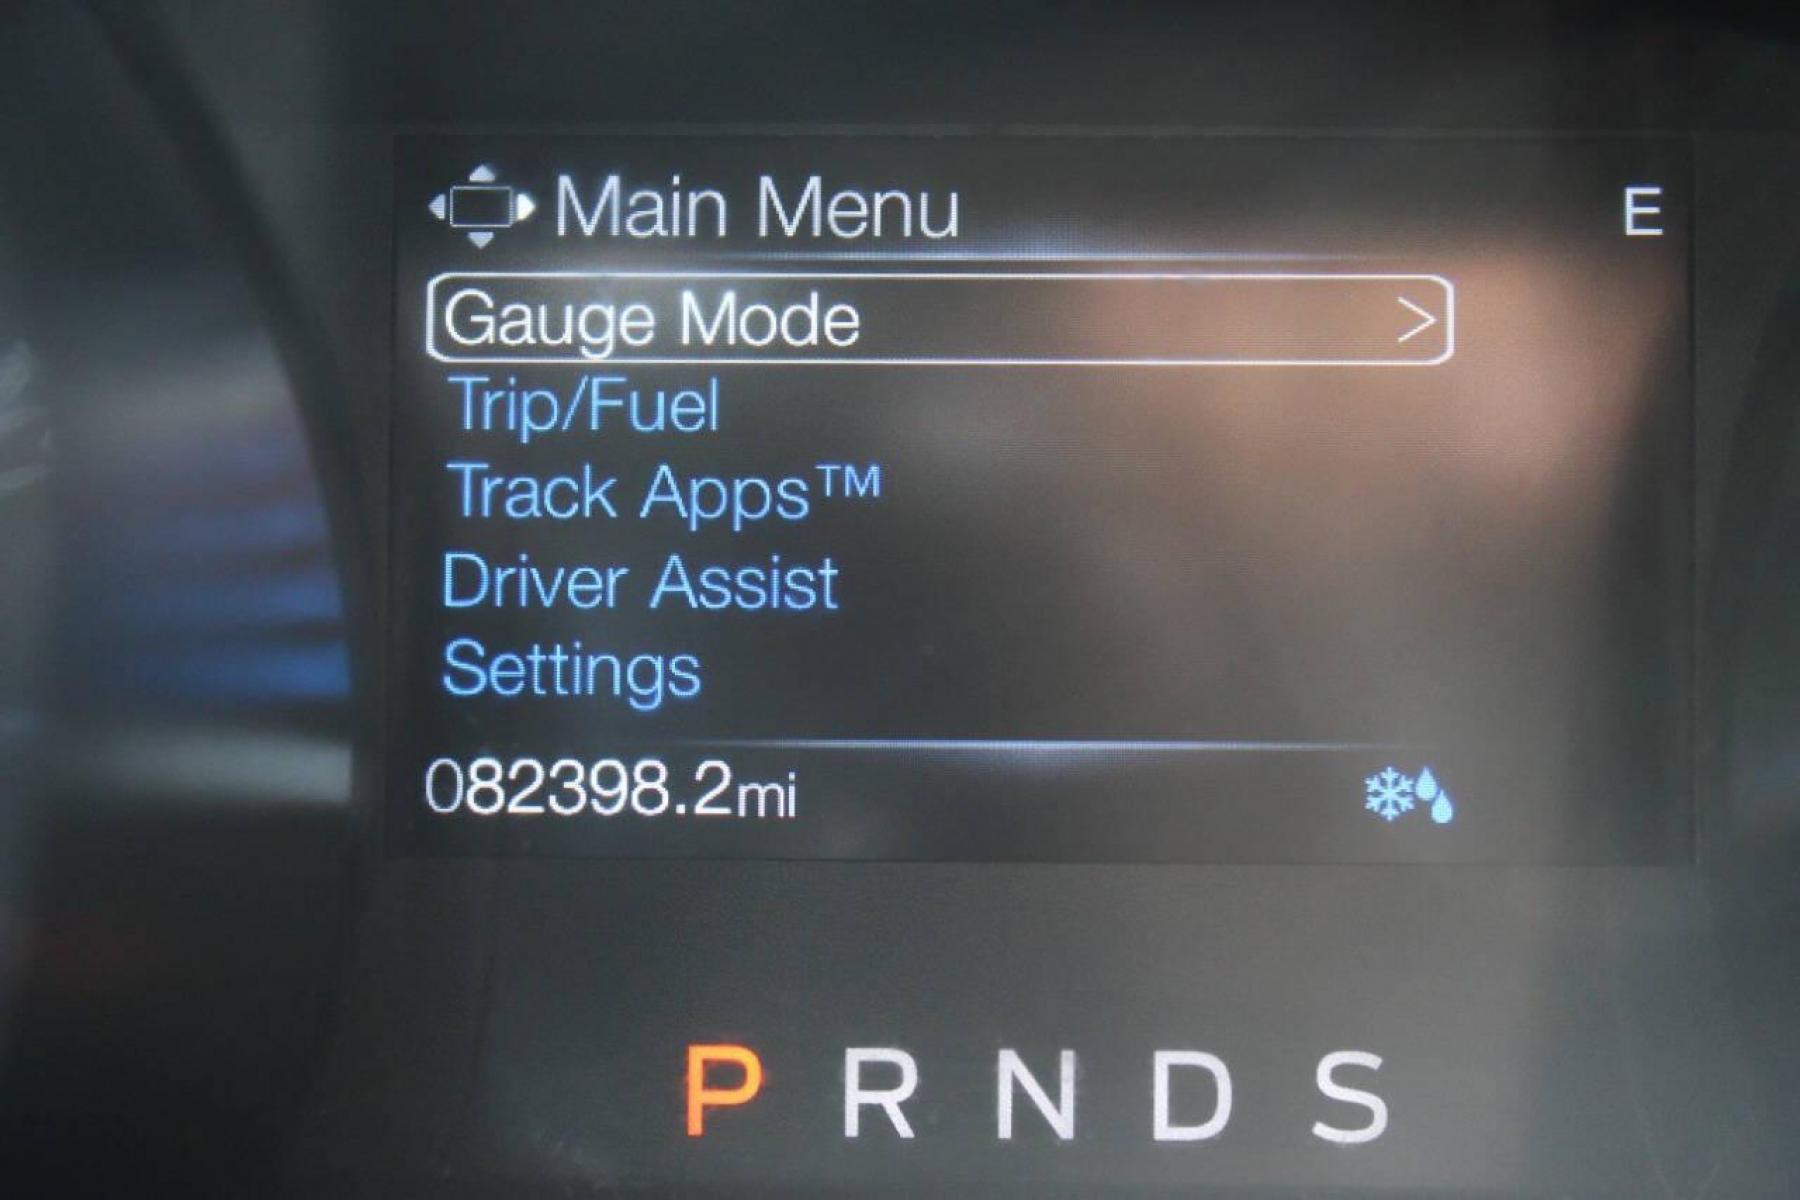 Main Menu
E
Gauge Mode >
Trip/Fuel
Track Apps™
Driver Assist
Settings
082398.2mi
P R N D S